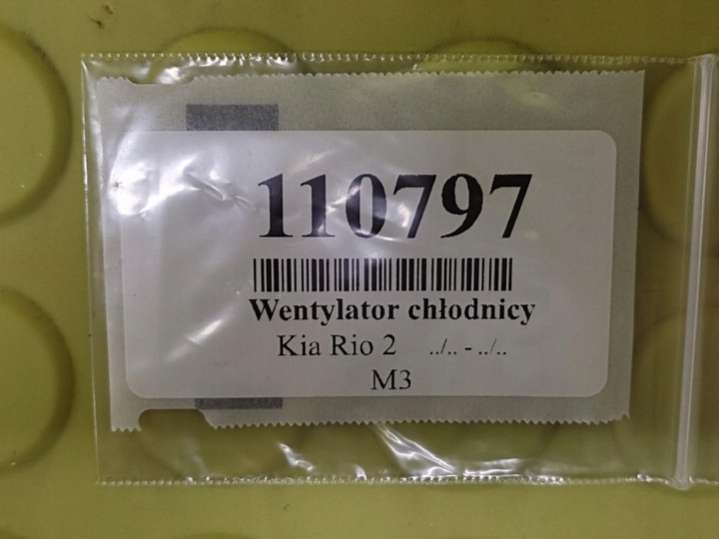 110797
Wentylator chłodnicy
Kia Rio 2 ../.. - ../..
M3